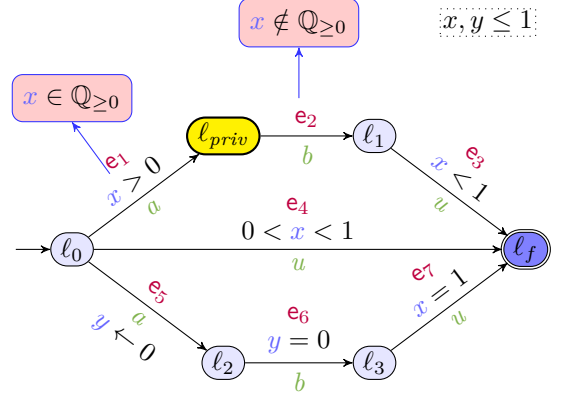 x ∉ ℚ≥0
x, y ≤ 1
x ∈ ℚ≥0
ℓpriv
e2
b
ℓ1
e1
x > 0
a
e3
x < 1
u
e4
0 < x < 1
u
ℓ0
ℓf
e5
a
y ← 0
e6
y = 0
b
e7
x = 1
u
ℓ2
ℓ3